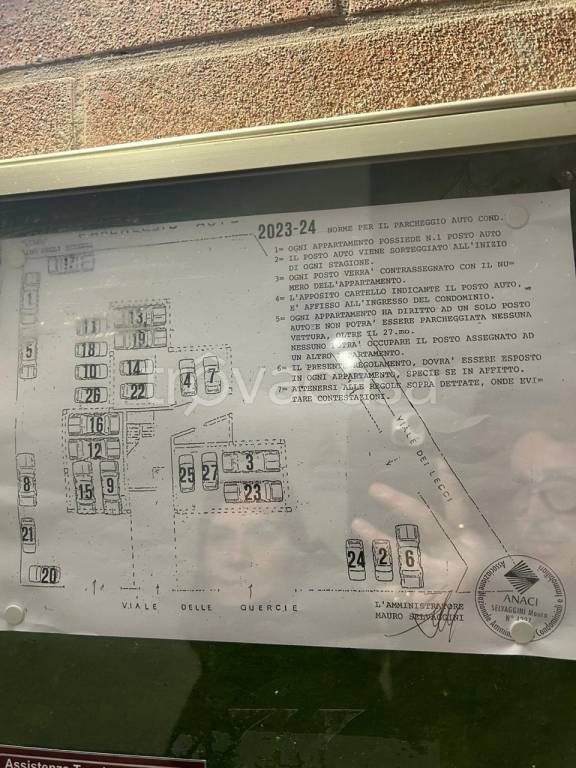 PARCHEGGIO AUTO
2023-24 NORME PER IL PARCHEGGIO AUTO COND.
1= OGNI APPARTAMENTO POSSIEDE N.1 POSTO AUTO
2= IL POSTO AUTO VIENE SORTEGGIATO ALL'INIZIO
DI OGNI STAGIONE.
3= OGNI POSTO VERRA' CONTRASSEGNATO CON IL NU=
MERO DELL'APPARTAMENTO.
4= L'APPOSITO CARTELLO INDICANTE IL POSTO AUTO,
E' AFFISSO ALL'INGRESSO DEL CONDOMINIO.
5= OGNI APPARTAMENTO HA DIRITTO AD UN SOLO POSTO
AUTO:E NON POTRA' ESSERE PARCHEGGIATA NESSUNA
VETTURA, OLTRE IL 27.mo.
NESSUNO POTRA' OCCUPARE IL POSTO ASSEGNATO AD
UN ALTRO APPARTAMENTO.
6= IL PRESENTE REGOLAMENTO, DOVRA' ESSERE ESPOSTO
IN OGNI APPARTAMENTO, SPECIE SE IN AFFITTO.
7= ATTENERSI ALLE REGOLE SOPRA DETTATE, ONDE EVI=
TARE CONTESTAZIONI.
17
1
11
13
19
5
18
10
14
26
22
4
7
trovacasa
16
12
15
9
25
27
3
23
8
21
20
24
2
6
VIALE DEI LECCI
VIALE DELLE QUERCIE
L'AMMINISTRATORE
MAURO SELVAGGINI
ANACI
SELVAGGINI Mauro
Assistenza